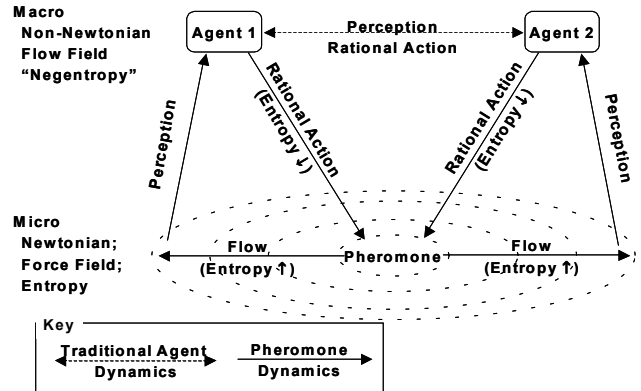 Macro
Non-Newtonian
Flow Field
“Negentropy”
Agent 1
Perception
Rational Action
Agent 2
Perception
Rational Action
(Entropy ↓)
Rational Action
(Entropy ↓)
Perception
Micro
Newtonian;
Force Field;
Entropy
Flow
(Entropy ↑)
Pheromone
Flow
(Entropy ↑)
Key
Traditional Agent
Dynamics
Pheromone
Dynamics